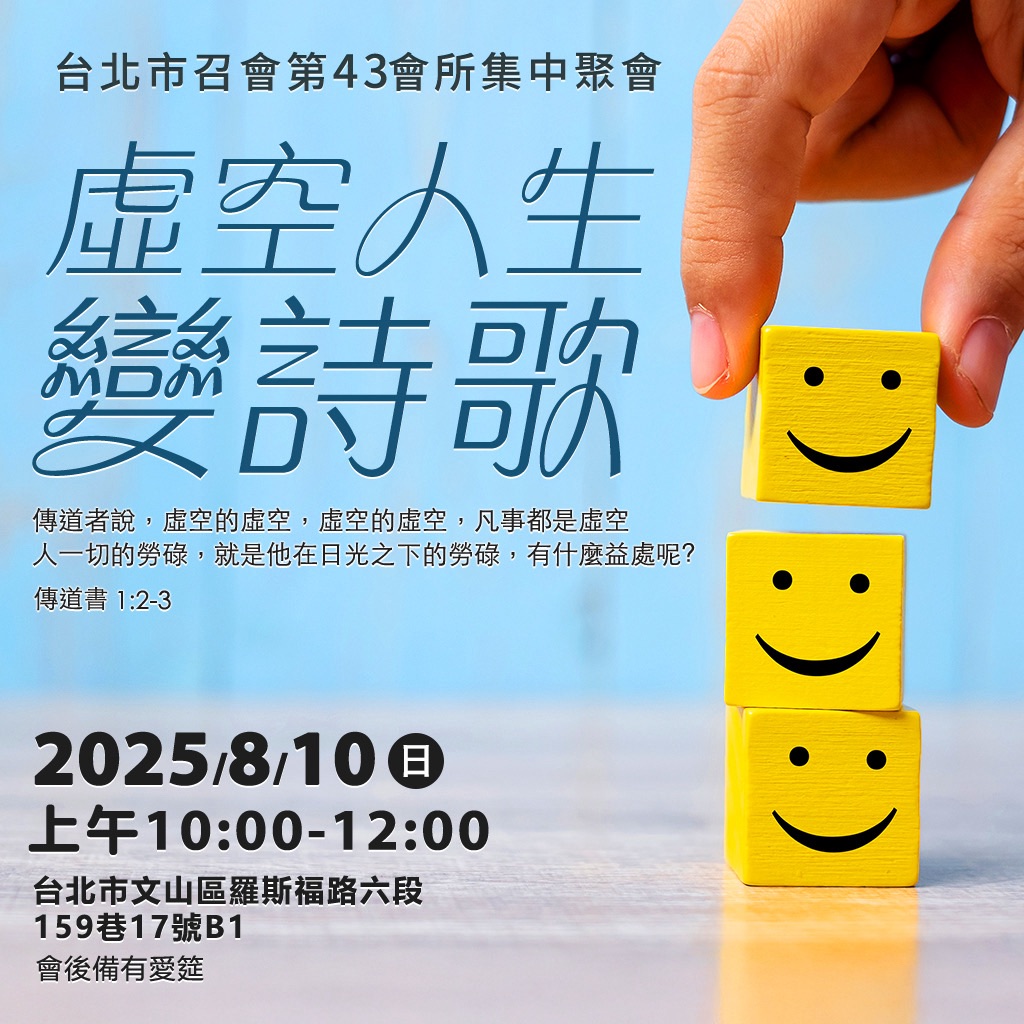 台北市召會第43會所集中聚會
虛空人生
變詩歌
傳道者說，虛空的虛空，虛空的虛空，凡事都是虛空
人一切的勞碌，就是他在日光之下的勞碌，有什麼益處呢?
傳道書 1:2-3
2025/8/10 日
上午10:00-12:00
台北市文山區羅斯福路六段
159巷17號B1
會後備有愛筵